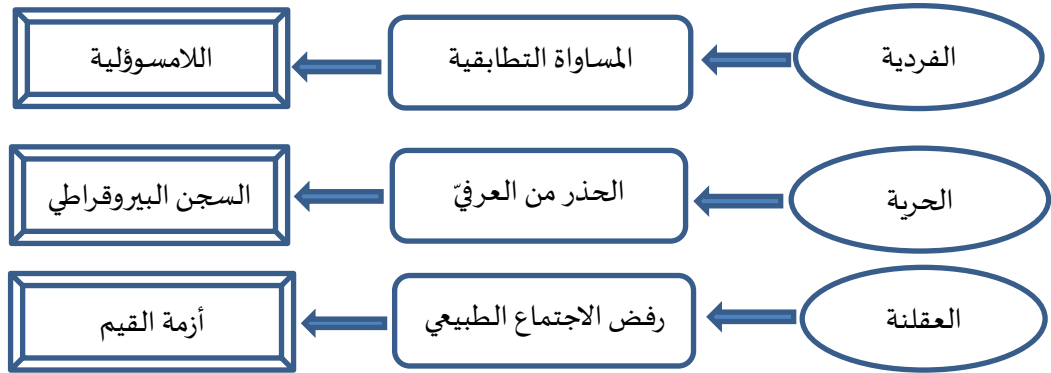 الفردية
المساواة التطابقية
اللامسوؤلية
الحرية
الحذر من العرفيّ
السجن البيروقراطي
العقلنة
رفض الاجتماع الطبيعي
أزمة القيم